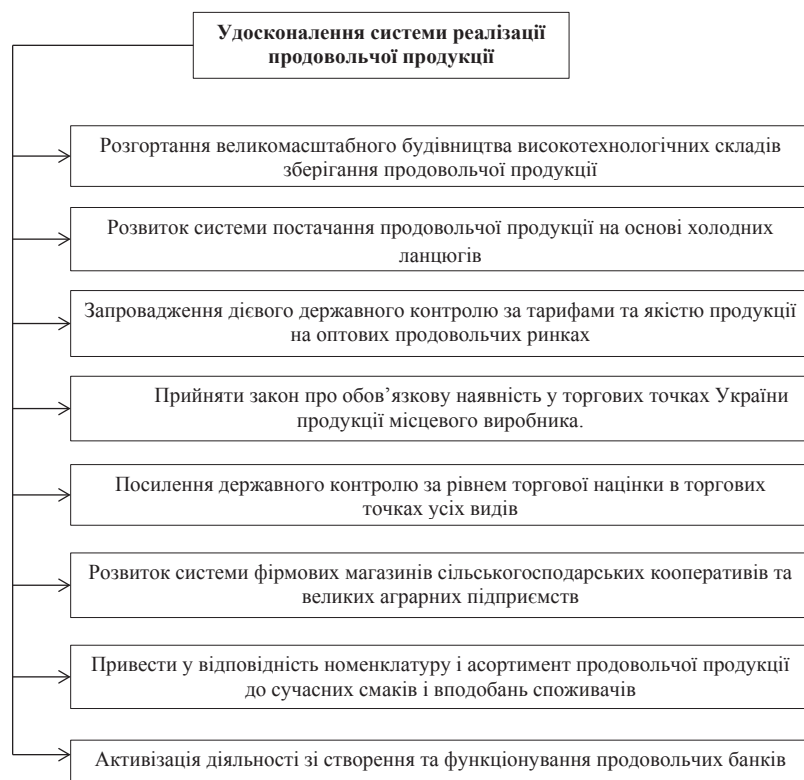 Удосконалення системи реалізації
продовольчої продукції
Розгортання великомасштабного будівництва високотехнологічних складів
зберігання продовольчої продукції
Розвиток системи постачання продовольчої продукції на основі холодних
ланцюгів
Запровадження дієвого державного контролю за тарифами та якістю продукції
на оптових продовольчих ринках
Прийняти закон про обов’язкову наявність у торгових точках України
продукції місцевого виробника.
Посилення державного контролю за рівнем торгової націнки в торгових
точках усіх видів
Розвиток системи фірмових магазинів сільськогосподарських кооперативів та
великих аграрних підприємств
Привести у відповідність номенклатуру і асортимент продовольчої продукції
до сучасних смаків і вподобань споживачів
Активізація діяльності зі створення та функціонування продовольчих банків